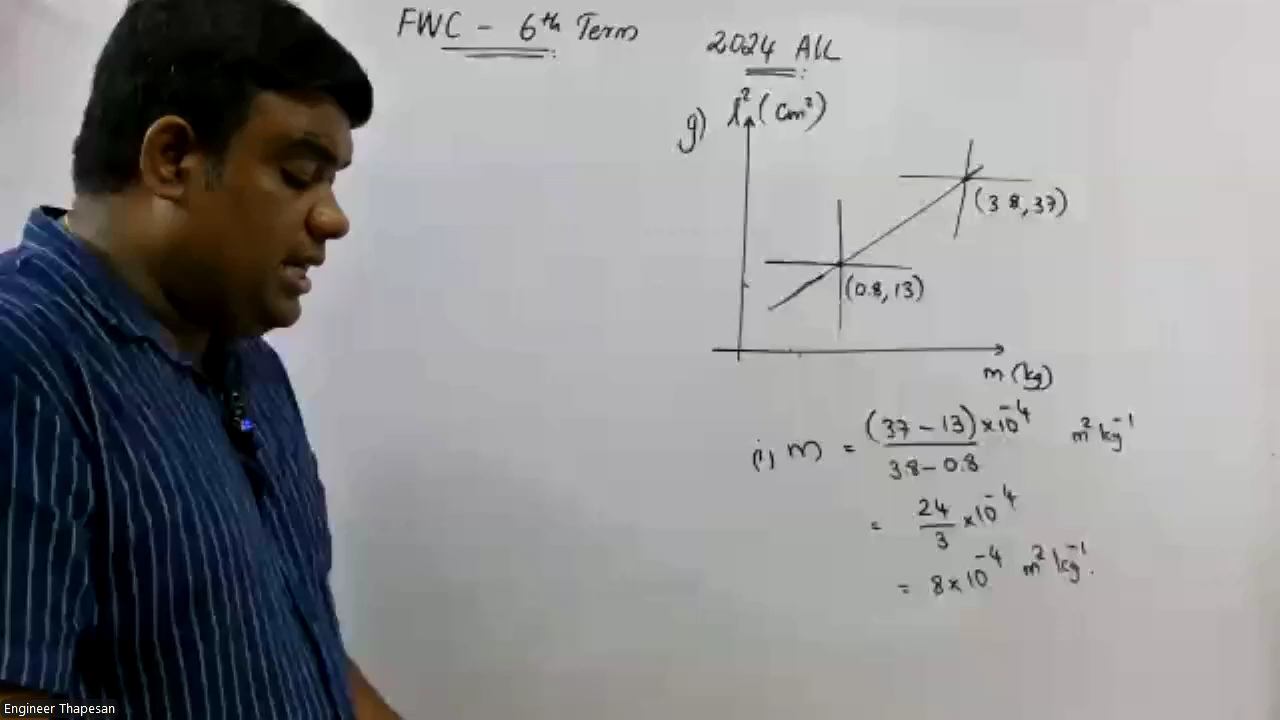 FWC - 6th Term
2024 A/L
g) l² (cm²)
(3.8, 37)
(0.8, 13)
m (kg)
i, m = (37 - 13) × 10⁻⁴ / 3.8 - 0.8 m² kg⁻¹
= 24/3 × 10⁻⁴
= 8 × 10⁻⁴ m² kg⁻¹.
Engineer Thapesan